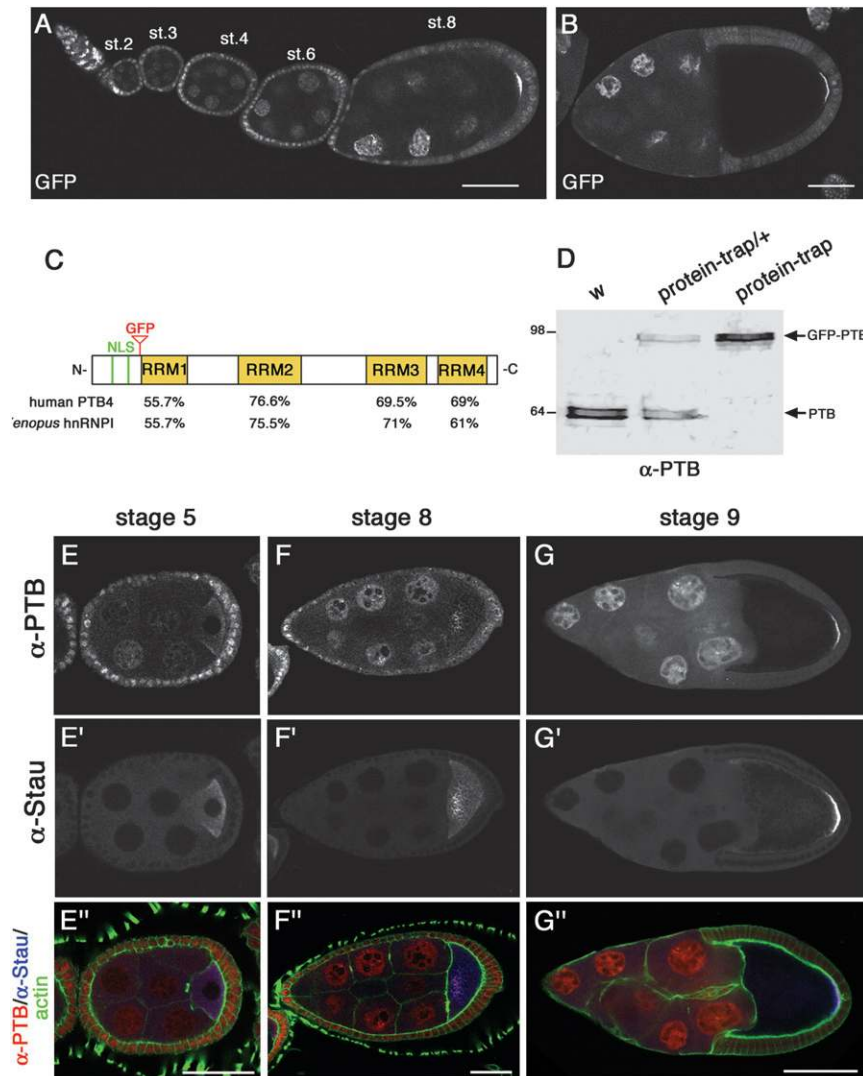 A
st.2
st.3
st.4
st.6
st.8
GFP
B
GFP
C
GFP
NLS
N-
RRM1
RRM2
RRM3
RRM4
-C
human PTB4
55.7%
76.6%
69.5%
69%
enopus hnRNPI
55.7%
75.5%
71%
61%
D
w
protein-trap/+
protein-trap
98
GFP-PTB
64
PTB
α-PTB
stage 5
stage 8
stage 9
α-PTB
E
F
G
α-Stau
E'
F'
G'
α-PTB/α-Stau/
actin
E"
F"
G"